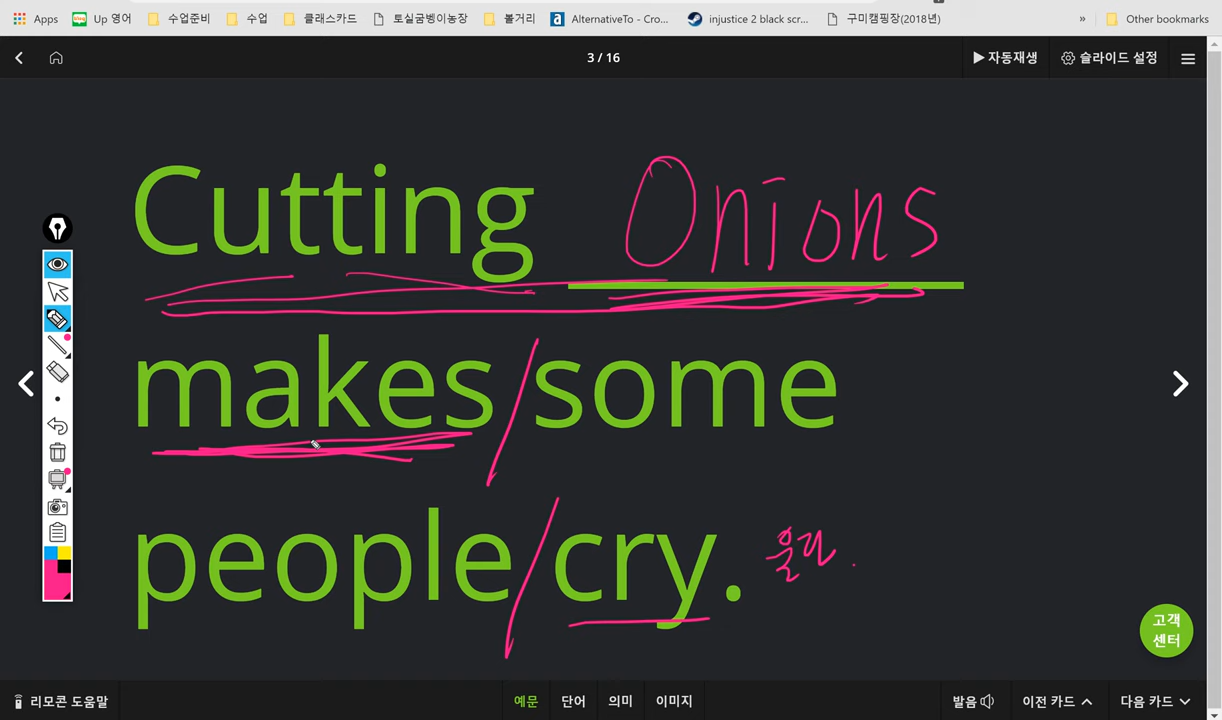 Apps Up 영어 수업준비 수업 클래스카드 토실굼벵이농장 볼거리 AlternativeTo - Cro... injustice 2 black scr... 구미캠핑장(2018년) » Other bookmarks
3 / 16 자동재생 슬라이드 설정
Cutting Onions
makes/some
people/cry.
고객
센터
리모콘 도움말 예문 단어 의미 이미지 발음 이전 카드 다음 카드